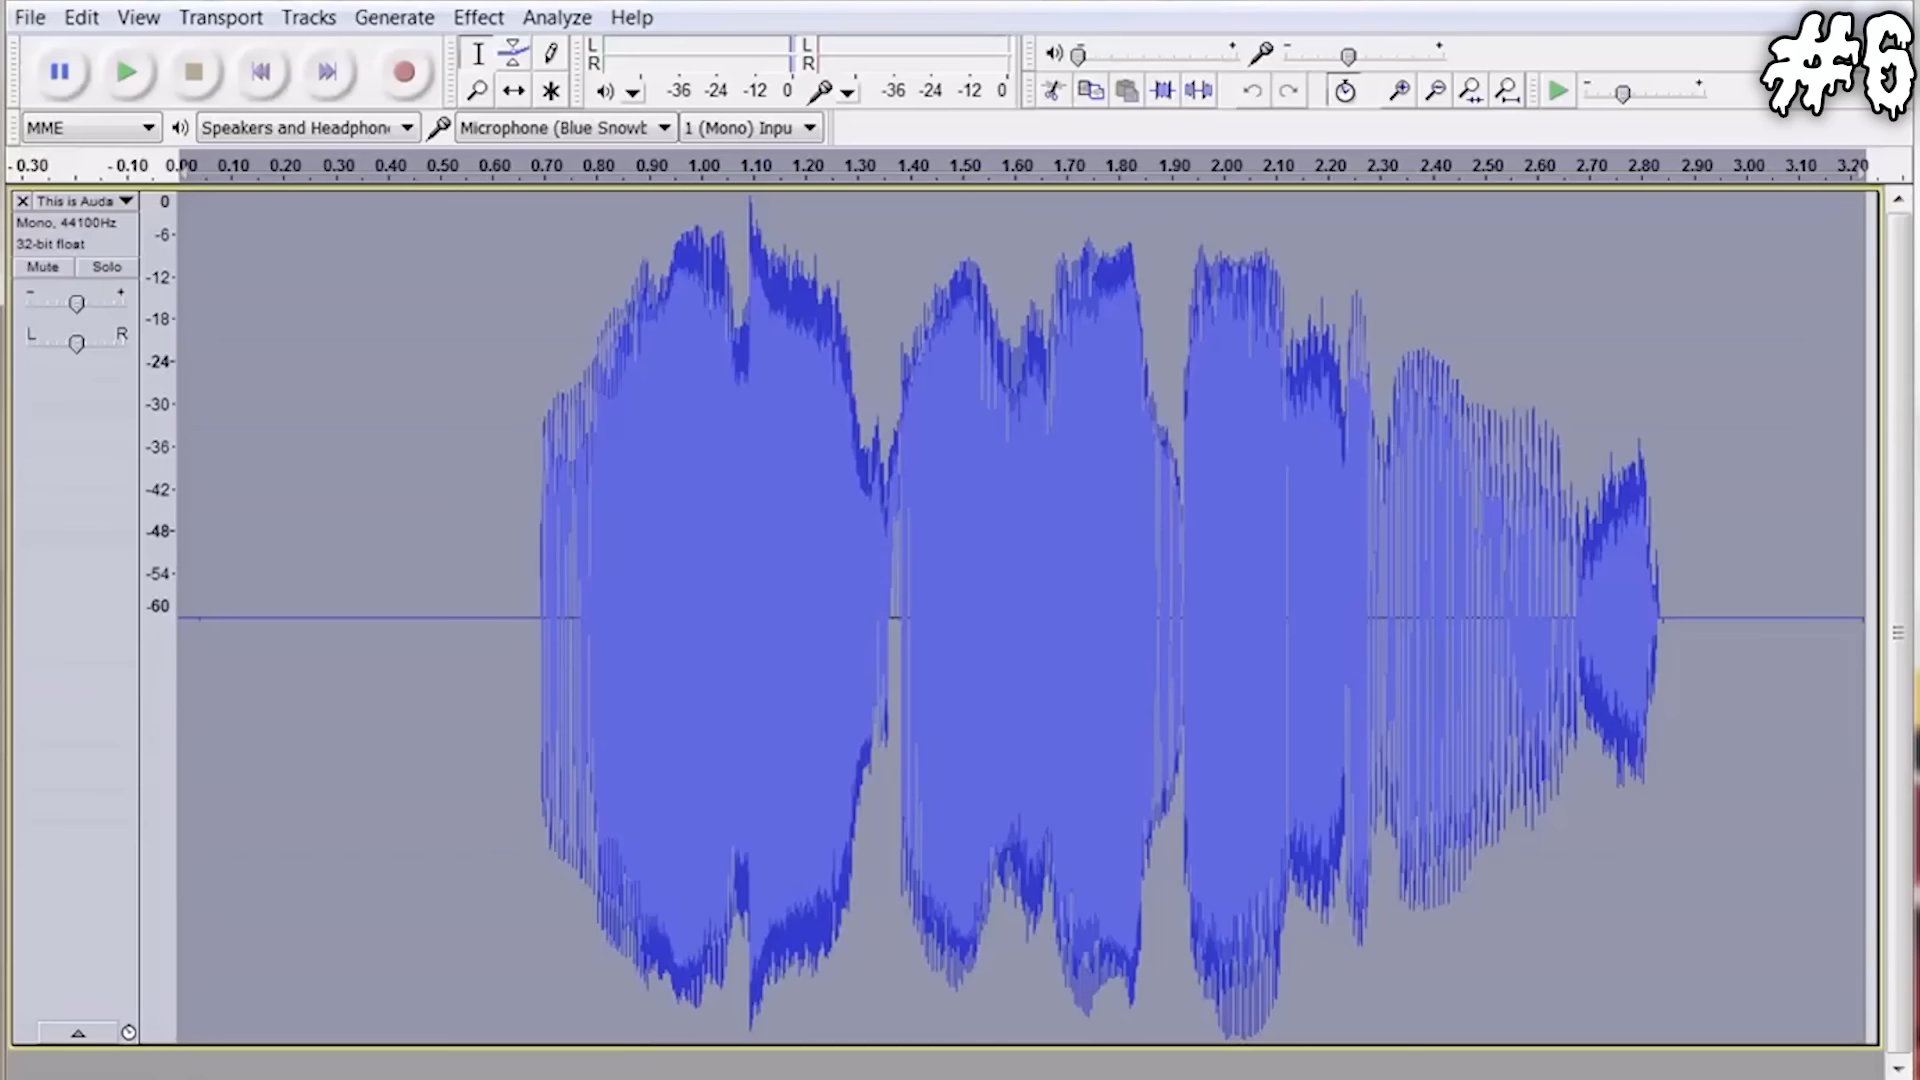 File Edit View Transport Tracks Generate Effect Analyze Help
#6
L R
L R
-36 -24 -12 0
-36 -24 -12 0
MME
Speakers and Headphon
Microphone (Blue Snowb
1 (Mono) Inpu
-0.30 -0.10 0.00 0.10 0.20 0.30 0.40 0.50 0.60 0.70 0.80 0.90 1.00 1.10 1.20 1.30 1.40 1.50 1.60 1.70 1.80 1.90 2.00 2.10 2.20 2.30 2.40 2.50 2.60 2.70 2.80 2.90 3.00 3.10 3.20
This is Auda
Mono, 44100Hz
32-bit float
Mute Solo
- +
L R
0
-6
-12
-18
-24
-30
-36
-42
-48
-54
-60